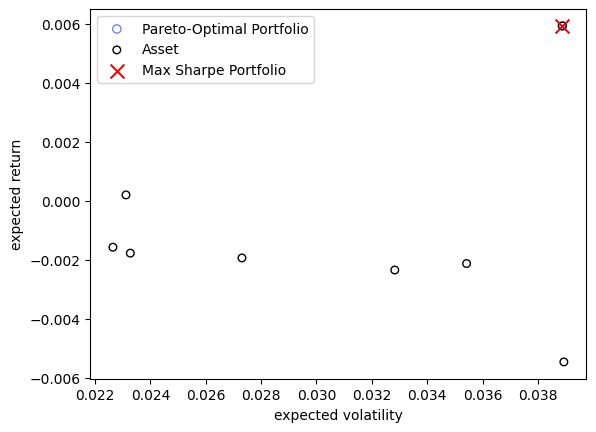 Pareto-Optimal Portfolio
Asset
Max Sharpe Portfolio
0.006
0.004
0.002
0.000
−0.002
−0.004
−0.006
expected return
0.022 0.024 0.026 0.028 0.030 0.032 0.034 0.036 0.038
expected volatility